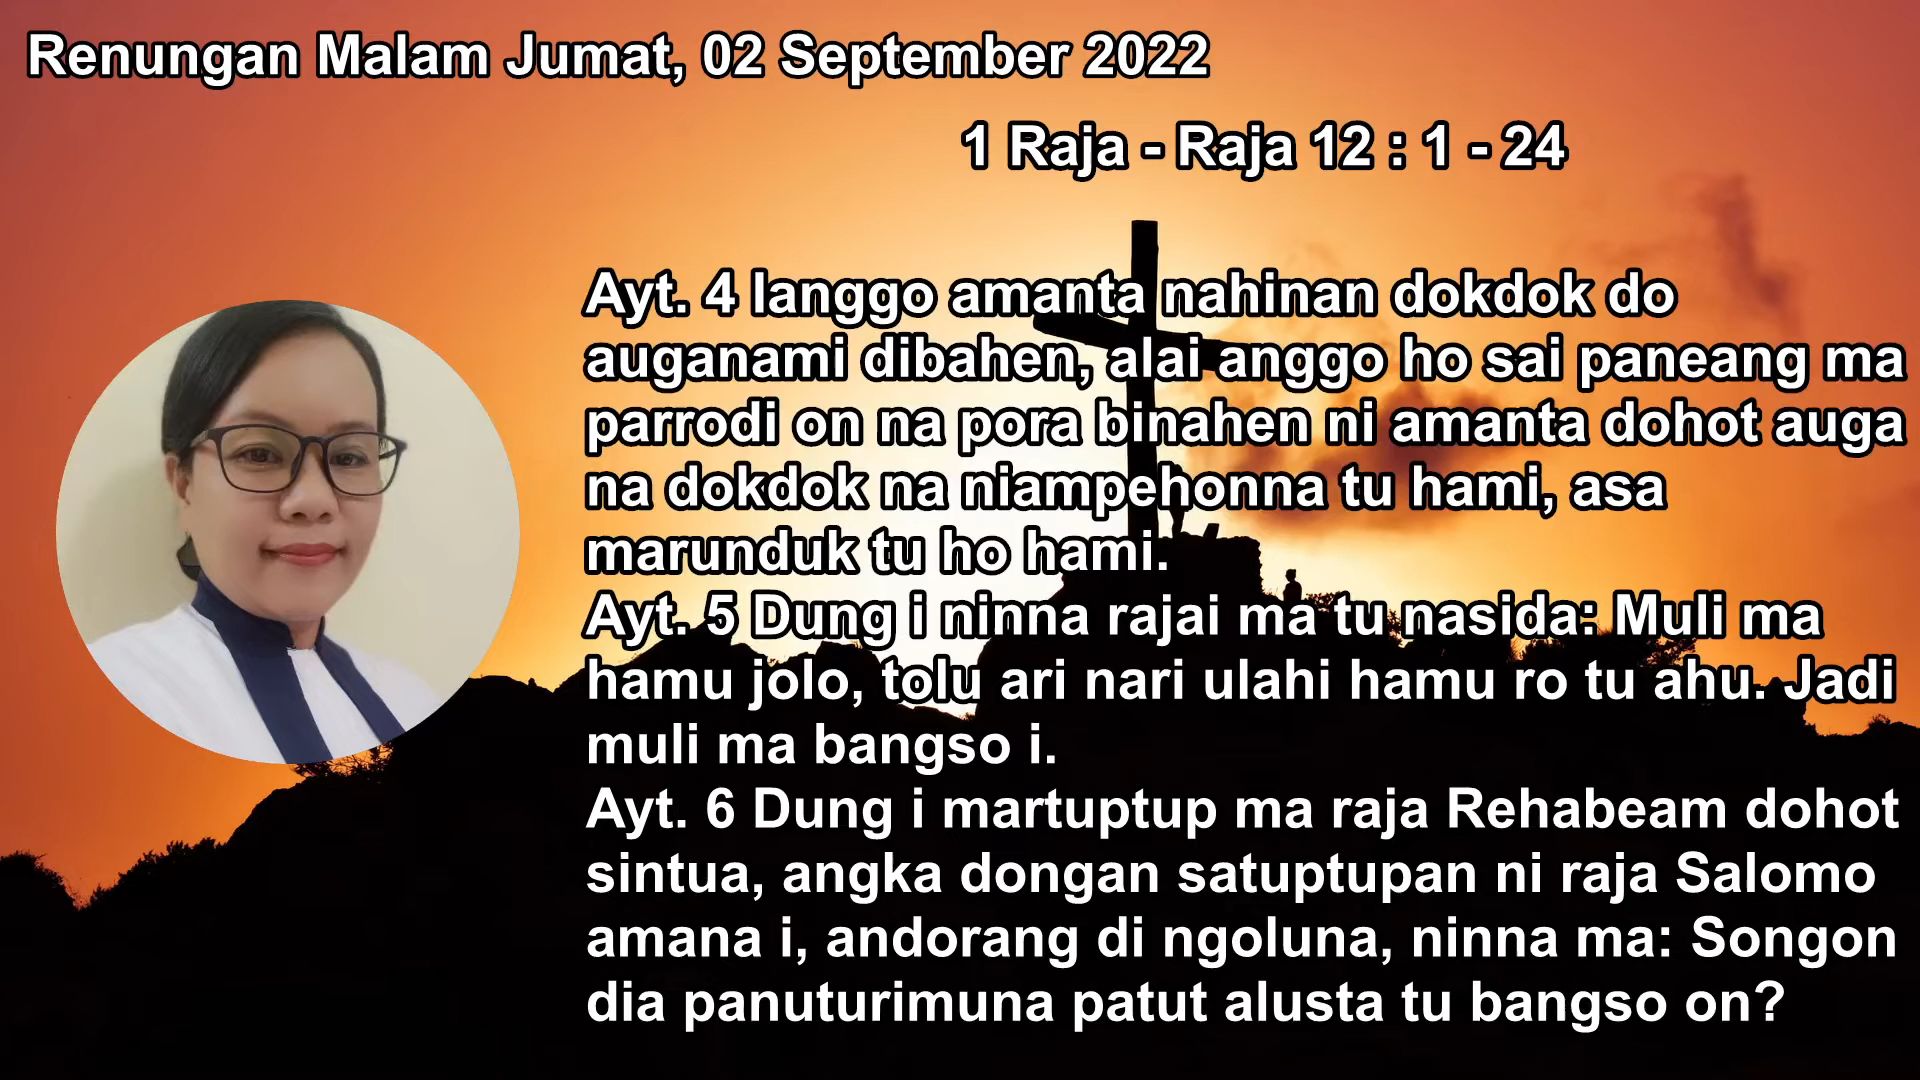 Renungan Malam Jumat, 02 September 2022
1 Raja - Raja 12 : 1 - 24
Ayt. 4 Ianggo amanta nahinan dokdok do
auganami dibahen, alai anggo ho sai paneang ma
parrodi on na pora binahen ni amanta dohot auga
na dokdok na niampehonna tu hami, asa
marunduk tu ho hami.
Ayt. 5 Dung i ninna rajai ma tu nasida: Muli ma
hamu jolo, tolu ari nari ulahi hamu ro tu ahu. Jadi
muli ma bangso i.
Ayt. 6 Dung i martuptup ma raja Rehabeam dohot
sintua, angka dongan satuptupan ni raja Salomo
amana i, andorang di ngoluna, ninna ma: Songon
dia panuturimuna patut alusta tu bangso on?